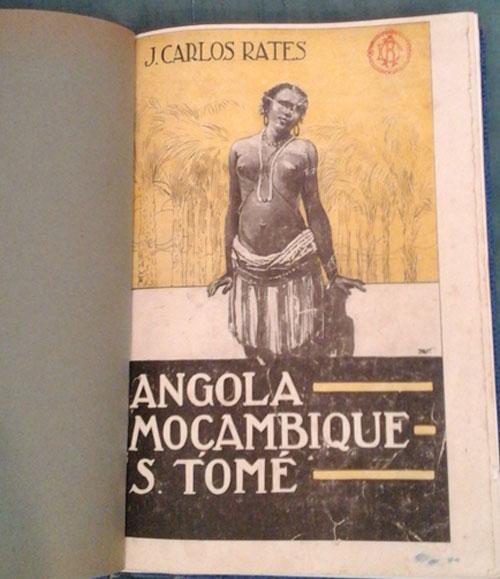 J. CARLOS RATES
ANGOLA
MOÇAMBIQUE
S. TOMÉ